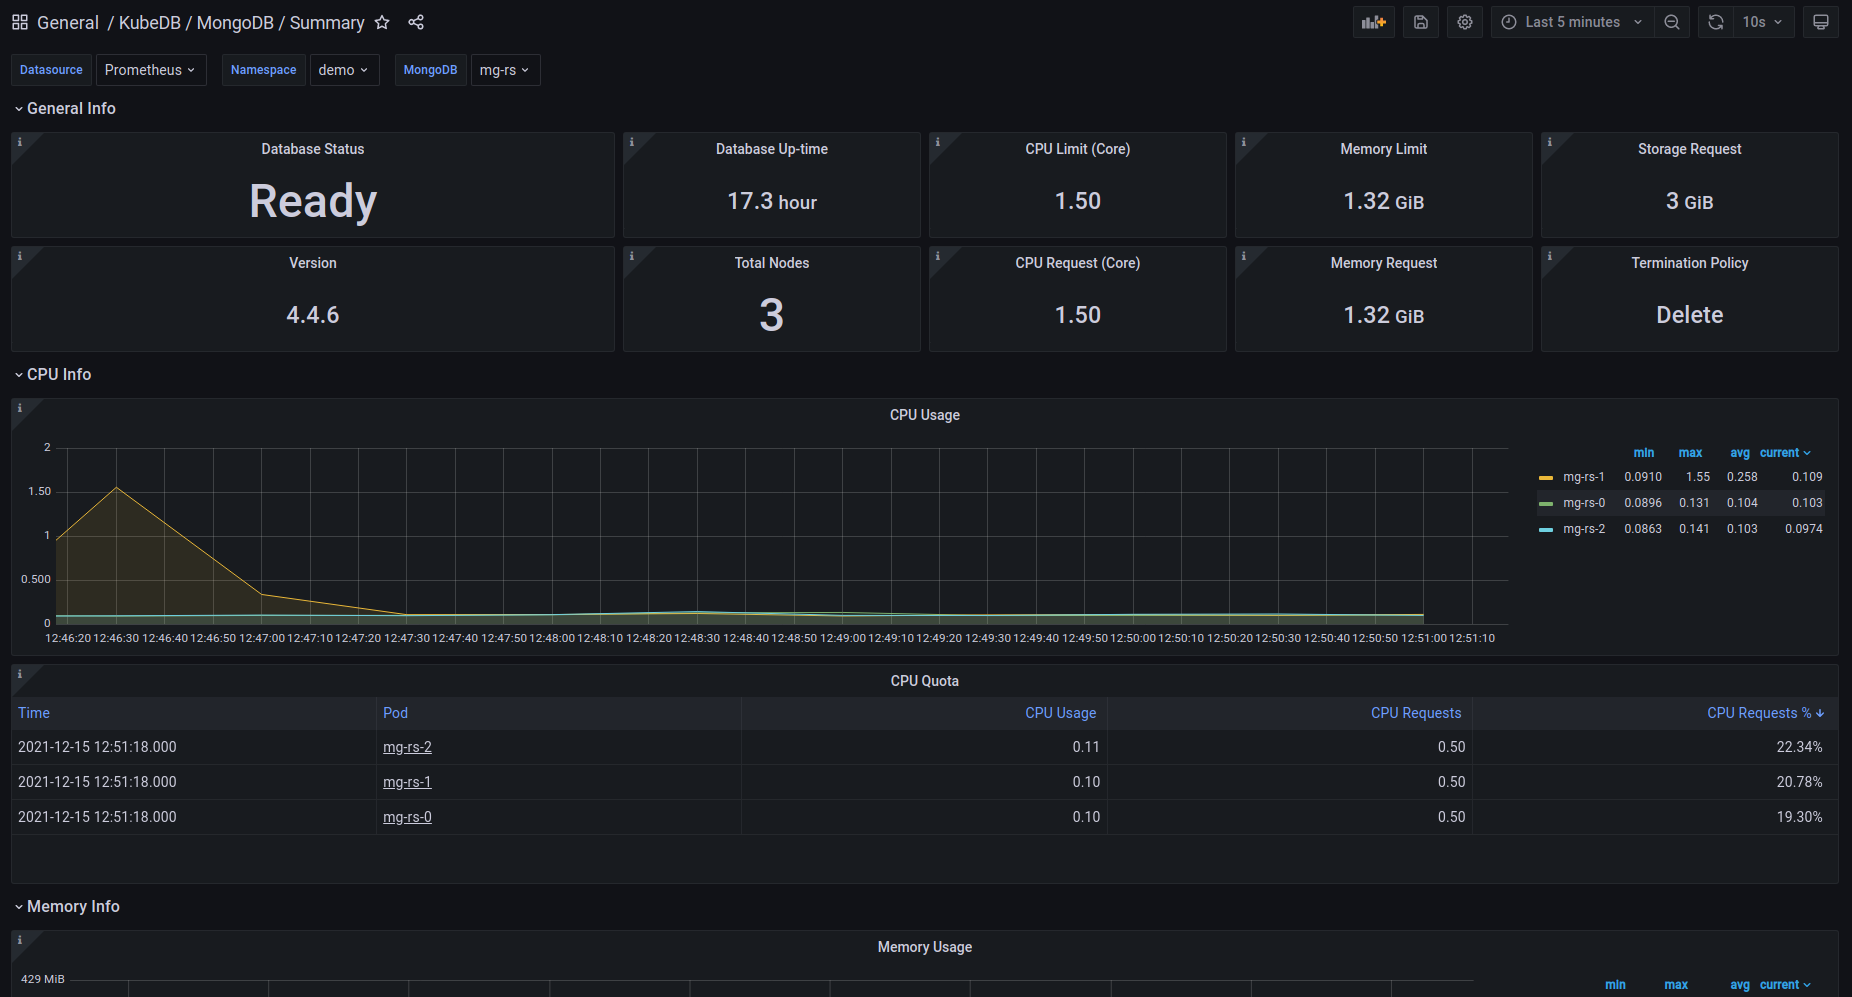 General / KubeDB / MongoDB / Summary
Last 5 minutes
10s
Datasource Prometheus Namespace demo MongoDB mg-rs
General Info
Database Status
Ready
Database Up-time
17.3 hour
CPU Limit (Core)
1.50
Memory Limit
1.32 GiB
Storage Request
3 GiB
Version
4.4.6
Total Nodes
3
CPU Request (Core)
1.50
Memory Request
1.32 GiB
Termination Policy
Delete
CPU Info
CPU Usage
2
1.50
1
0.500
0
12:46:20 12:46:30 12:46:40 12:46:50 12:47:00 12:47:10 12:47:20 12:47:30 12:47:40 12:47:50 12:48:00 12:48:10 12:48:20 12:48:30 12:48:40 12:48:50 12:49:00 12:49:10 12:49:20 12:49:30 12:49:40 12:49:50 12:50:00 12:50:10 12:50:20 12:50:30 12:50:40 12:50:50 12:51:00 12:51:10
min max avg current
mg-rs-1 0.0910 1.55 0.258 0.109
mg-rs-0 0.0896 0.131 0.104 0.103
mg-rs-2 0.0863 0.141 0.103 0.0974
CPU Quota
Time Pod CPU Usage CPU Requests CPU Requests %
2021-12-15 12:51:18.000 mg-rs-2 0.11 0.50 22.34%
2021-12-15 12:51:18.000 mg-rs-1 0.10 0.50 20.78%
2021-12-15 12:51:18.000 mg-rs-0 0.10 0.50 19.30%
Memory Info
Memory Usage
429 MiB
min max avg current